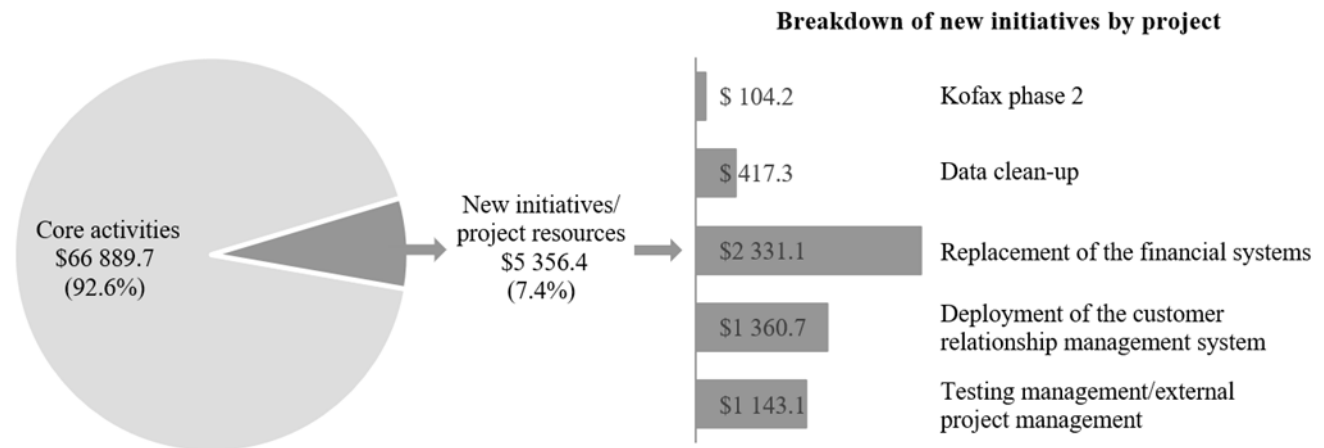 Breakdown of new initiatives by project
Core activities
$66 889.7
(92.6%)
New initiatives/
project resources
$5 356.4
(7.4%)
$ 104.2
Kofax phase 2
$ 417.3
Data clean-up
$2 331.1
Replacement of the financial systems
$1 360.7
Deployment of the customer
relationship management system
$1 143.1
Testing management/external
project management